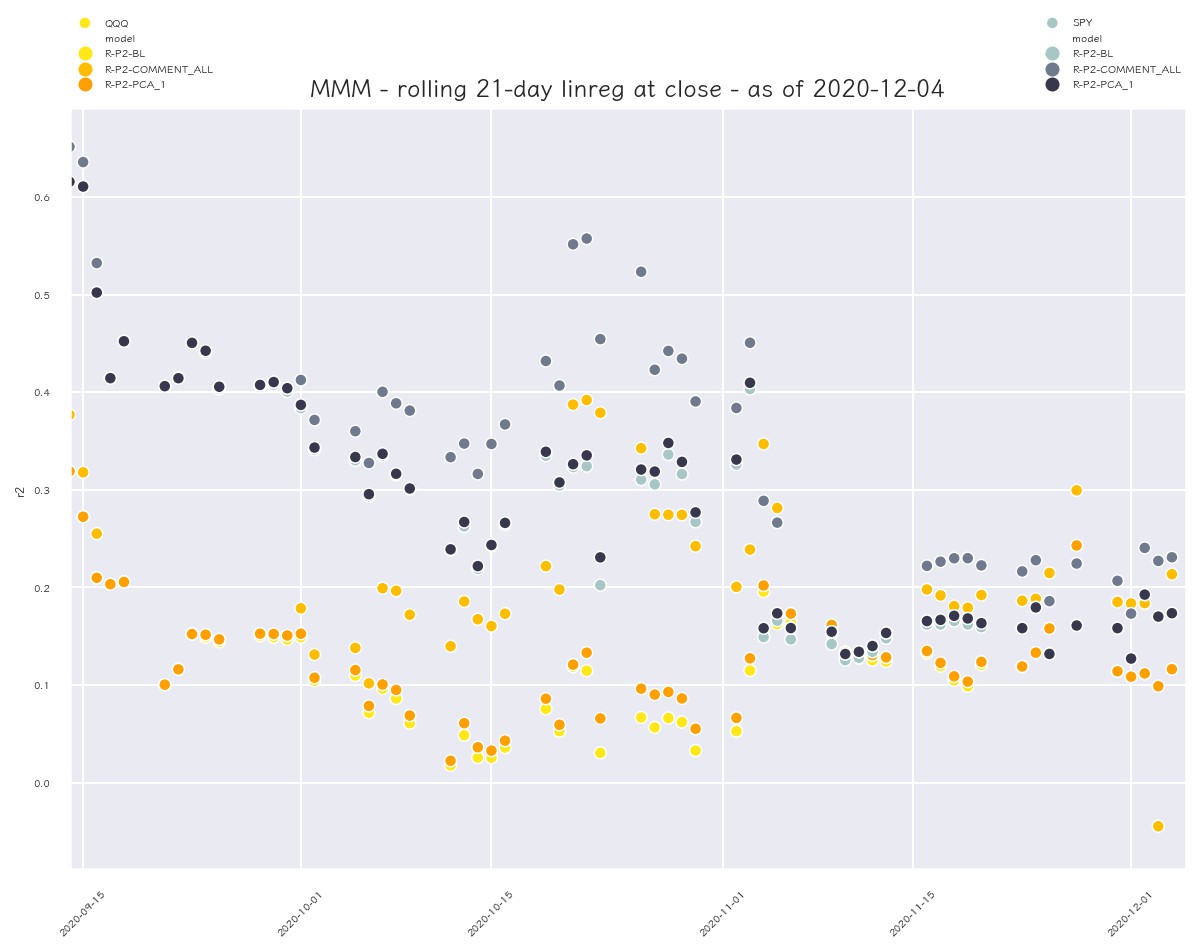 QQQ
model
R-P2-BL
R-P2-COMMENT_ALL
R-P2-PCA_1
SPY
model
R-P2-BL
R-P2-COMMENT_ALL
R-P2-PCA_1
MMM - rolling 21-day linreg at close - as of 2020-12-04
r2
0.6
0.5
0.4
0.3
0.2
0.1
0.0
2020-09-15
2020-10-01
2020-10-15
2020-11-01
2020-11-15
2020-12-01